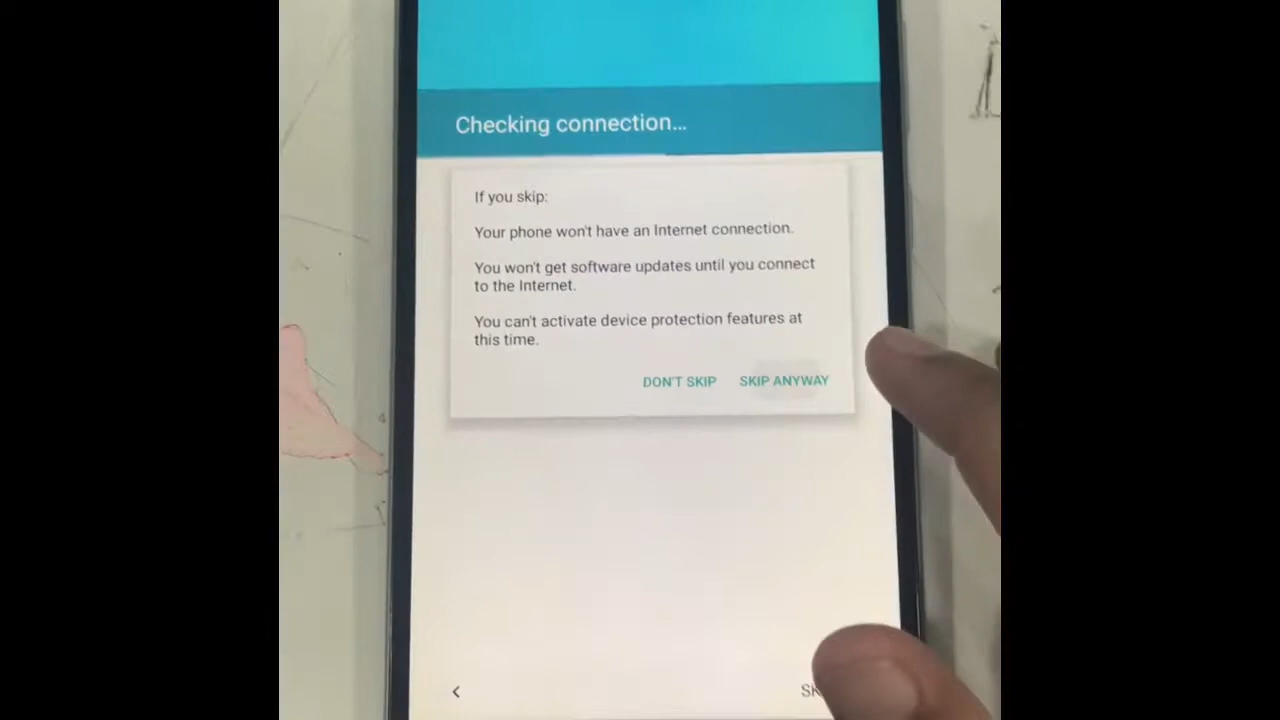 Checking connection...
If you skip:
Your phone won't have an Internet connection.
You won't get software updates until you connect
to the Internet.
You can't activate device protection features at
this time.
DON'T SKIP SKIP ANYWAY
<